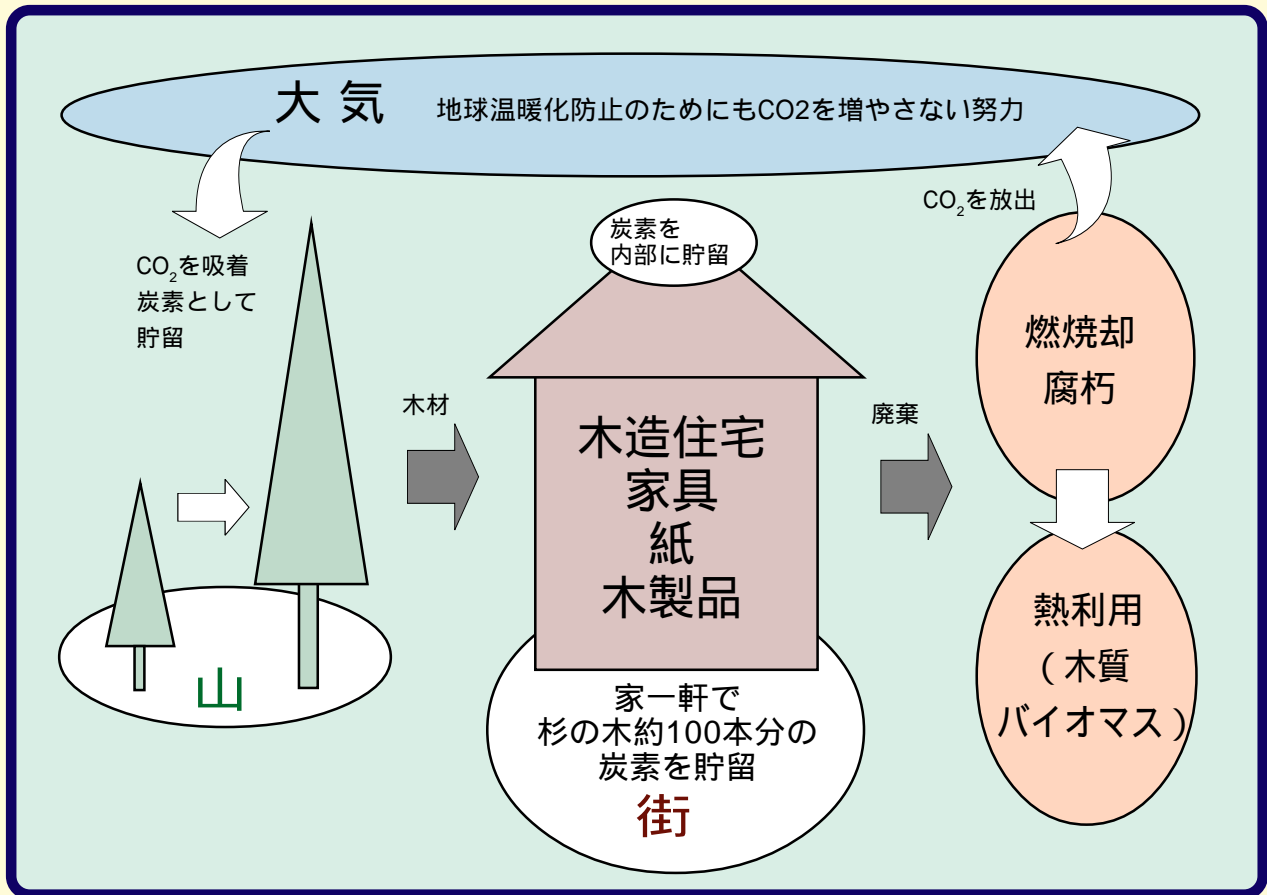 大気 地球温暖化防止のためにもCO2を増やさない努力
CO₂を吸着
炭素として
貯留
山
木材
炭素を
内部に貯留
木造住宅
家具
紙
木製品
家一軒で
杉の木約100本分の
炭素を貯留
街
廃棄
CO₂を放出
燃焼却
腐朽
熱利用
(木質
バイオマス)